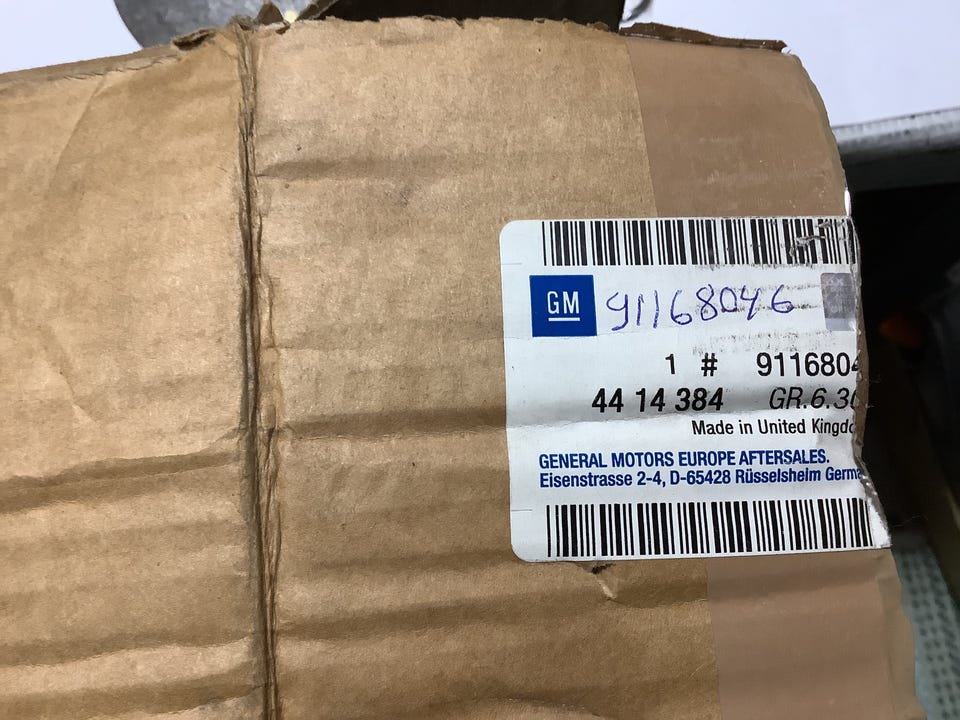 GM 91168046
1 # 911680
44 14 384 GR.6.3
Made in United Kingdo
GENERAL MOTORS EUROPE AFTERSALES.
Eisenstrasse 2-4, D-65428 Rüsselsheim Germa